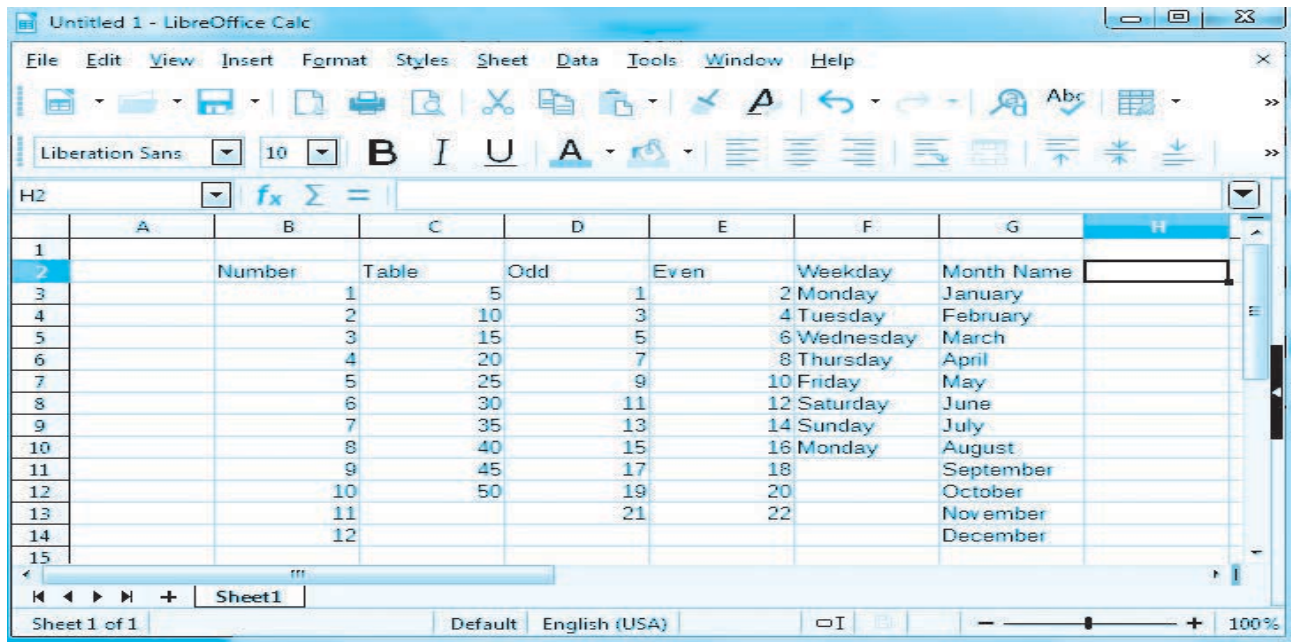 Untitled 1 - LibreOffice Calc
File Edit View Insert Format Styles Sheet Data Tools Window Help
Abc
Liberation Sans 10 B I U A
H2 fx Σ =
A B C D E F G H
1
2 Number Table Odd Even Weekday Month Name
3 1 5 1 2 Monday January
4 2 10 3 4 Tuesday February
5 3 15 5 6 Wednesday March
6 4 20 7 8 Thursday April
7 5 25 9 10 Friday May
8 6 30 11 12 Saturday June
9 7 35 13 14 Sunday July
10 8 40 15 16 Monday August
11 9 45 17 18 September
12 10 50 19 20 October
13 11 21 22 November
14 12 December
15
Sheet1
Sheet 1 of 1 Default English (USA) 100%